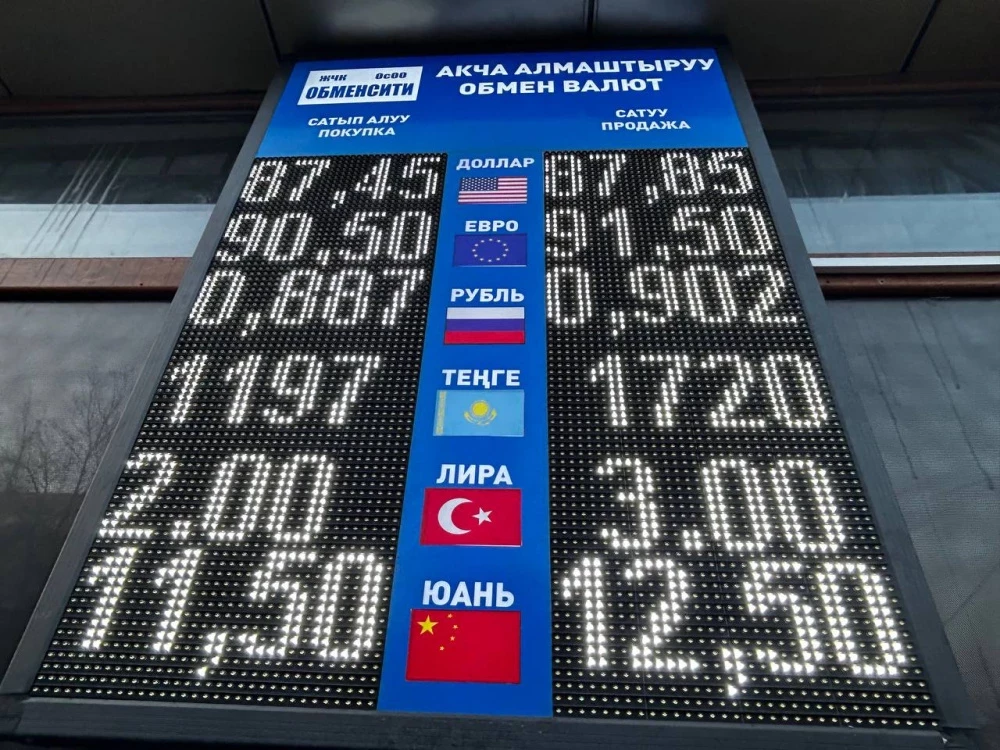 ЖЧК ОсОО
ОБМЕНСИТИ
АКЧА АЛМАШТЫРУУ
ОБМЕН ВАЛЮТ
САТЫП АЛУУ
ПОКУПКА
САТУУ
ПРОДАЖА
87,45 ДОЛЛАР 87,85
90,50 ЕВРО 91,50
0,887 РУБЛЬ 0,902
1197 ТЕҢГЕ 1720
2,00 ЛИРА 3.00
11,50 ЮАНЬ 12,50